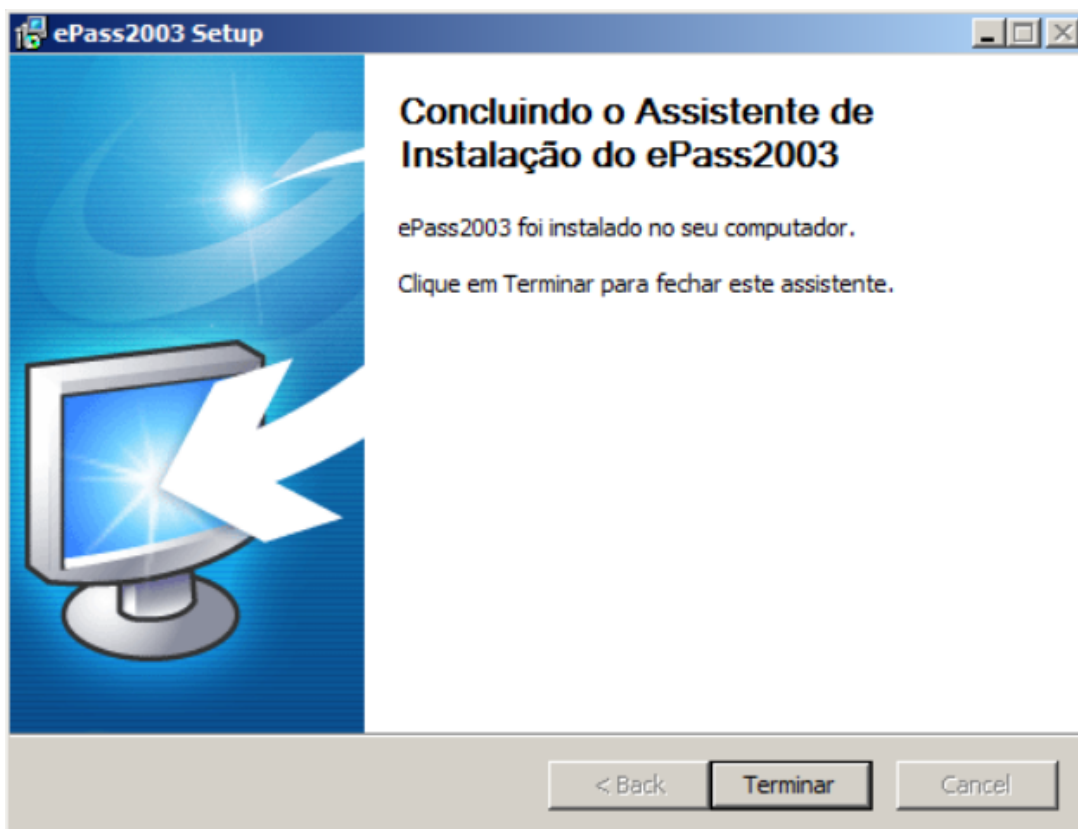 ePass2003 Setup
Concluindo o Assistente de
Instalação do ePass2003
ePass2003 foi instalado no seu computador.
Clique em Terminar para fechar este assistente.
< Back
Terminar
Cancel